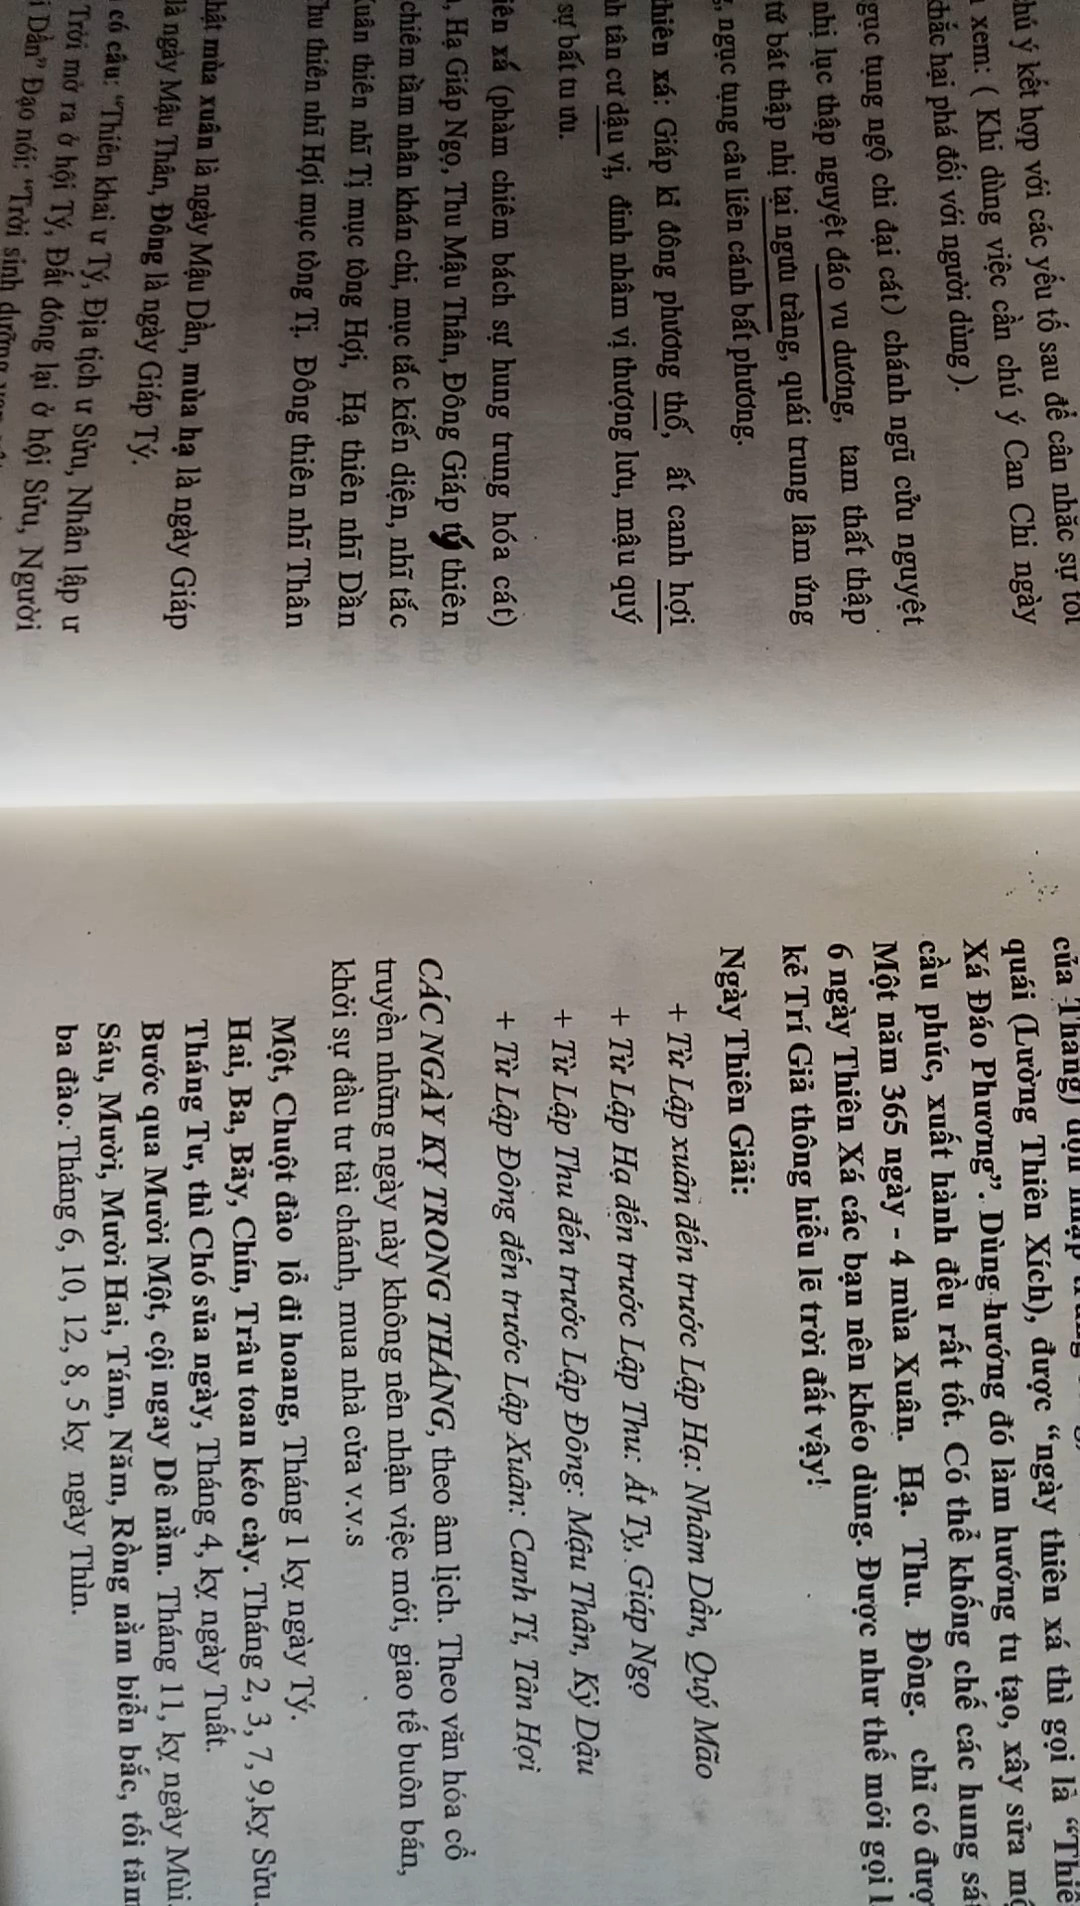 chú ý kết hợp với các yếu tố sau để cân nhắc sự tốt
xem: ( Khi dùng việc cần chú ý Can Chi ngày
khắc hại phá đối với người dùng ).
ngục tụng ngộ chi đại cát) chánh ngũ cửu nguyệt
nhị lục thập nguyệt đáo vu dương, tam thất thập
tứ bát thập nhị tại ngưu tràng, quái trung lâm ứng
ngục tụng câu liên cánh bất phương.
thiên xá: Giáp kỉ đông phương thố, ất canh hợi
tân cư dậu vị, đinh nhâm vị thượng lưu, mậu quý
sự bất tu ưu.
xá (phàm chiêm bách sự hung trung hóa cát)
Hạ Giáp Ngọ, Thu Mậu Thân, Đông Giáp tý thiên
chiêm tầm nhân khán chi, mục tắc kiến diện, nhĩ tắc
Xuân thiên nhĩ Tị mục tòng Hợi, Hạ thiên nhĩ Dần
Thu thiên nhĩ Hợi mục tòng Tị. Đông thiên nhĩ Thân
mùa xuân là ngày Mậu Dần, mùa hạ là ngày Giáp
là ngày Mậu Thân, Đông là ngày Giáp Tý.
có câu: “Thiên khai ư Tý, Địa tịch ư Sửu, Nhân lập ư
Trời mở ra ở hội Tý, Đất đóng lại ở hội Sửu, Người
Dần” Đạo nói: “Trời sinh dưỡng
của Tháng) độn nhập
quái (Lường Thiên Xích), được “ngày thiên xá thì gọi là “Thiên
Xá Đáo Phương”. Dùng hướng đó làm hướng tu tạo, xây sửa mộ
cầu phúc, xuất hành đều rất tốt. Có thể khống chế các hung sát
Một năm 365 ngày - 4 mùa Xuân. Hạ. Thu. Đông. chỉ có được
6 ngày Thiên Xá các bạn nên khéo dùng. Được như thế mới gọi
kẻ Trí Giả thông hiểu lẽ trời đất vậy!
Ngày Thiên Giải:
+ Từ Lập xuân đến trước Lập Hạ: Nhâm Dần, Quý Mão
+ Từ Lập Hạ đến trước Lập Thu: Ất Tỵ, Giáp Ngọ
+ Từ Lập Thu đến trước Lập Đông: Mậu Thân, Kỷ Dậu
+ Từ Lập Đông đến trước Lập Xuân: Canh Tí, Tân Hợi
CÁC NGÀY KỴ TRONG THÁNG, theo âm lịch. Theo văn hóa cổ
truyền những ngày này không nên nhận việc mới, giao tế buôn bán,
khởi sự đầu tư tài chánh, mua nhà cửa v.v.s
Một, Chuột đào lổ đi hoang, Tháng 1 kỵ ngày Tý.
Hai, Ba, Bảy, Chín, Trâu toan kéo cày. Tháng 2, 3, 7, 9,kỵ Sửu.
Tháng Tư, thì Chó sủa ngày, Tháng 4, kỵ ngày Tuất.
Bước qua Mười Một, cội ngay Dê nằm. Tháng 11, kỵ ngày Mùi.
Sáu, Mười, Mười Hai, Tám, Năm, Rồng nằm biển bắc, tối tăm
ba đào. Tháng 6, 10, 12, 8, 5 kỵ ngày Thìn.